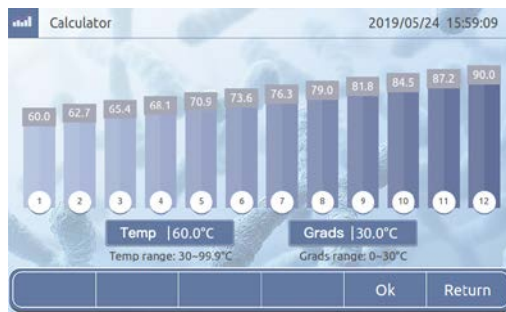 Calculator 2019/05/24 15:59:09
60.0 62.7 65.4 68.1 70.9 73.6 76.3 79.0 81.8 84.5 87.2 90.0
1 2 3 4 5 6 7 8 9 10 11 12
Temp |60.0°C Grads |30.0°C
Temp range: 30~99.9°C Grads range: 0~30°C
Ok Return